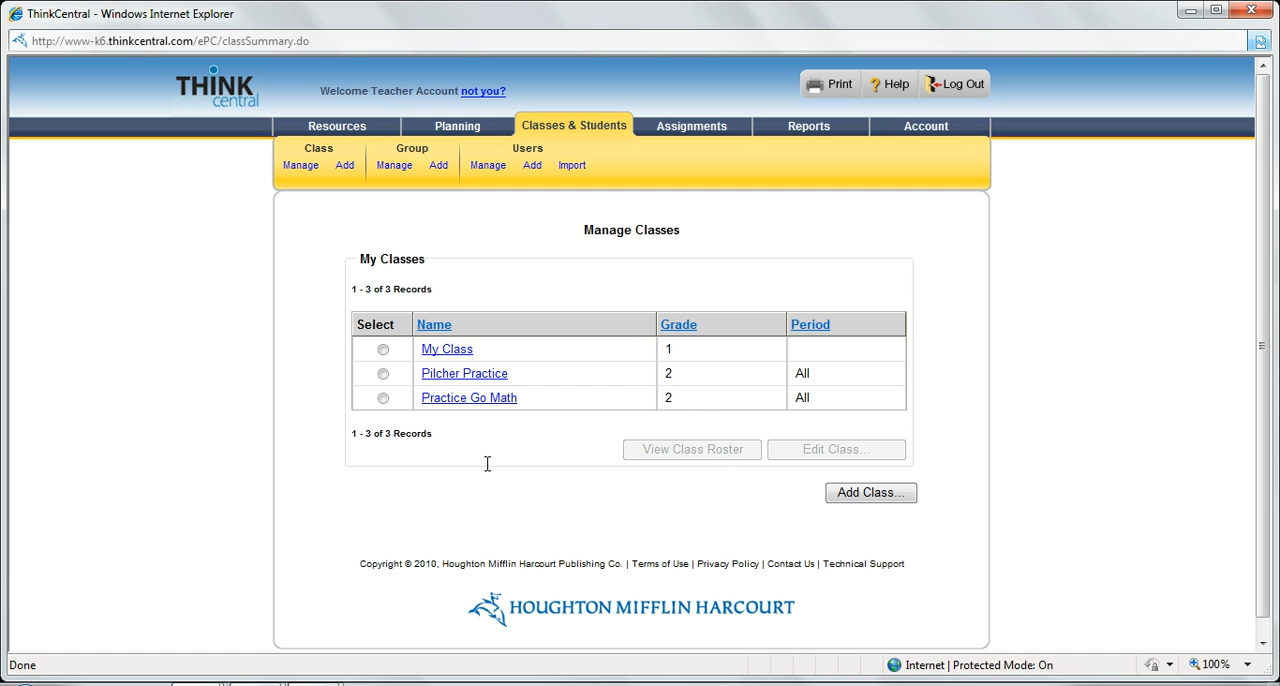 ThinkCentral - Windows Internet Explorer
http://www-k6.thinkcentral.com/ePC/classSummary.do
THINK central
Welcome Teacher Account not you?
Print Help Log Out
Resources Planning Classes & Students Assignments Reports Account
Class Group Users
Manage Add Manage Add Manage Add Import
Manage Classes
My Classes
1 - 3 of 3 Records
Select Name Grade Period
My Class 1
Pilcher Practice 2 All
Practice Go Math 2 All
1 - 3 of 3 Records
View Class Roster Edit Class...
Add Class...
Copyright © 2010, Houghton Mifflin Harcourt Publishing Co. | Terms of Use | Privacy Policy | Contact Us | Technical Support
HOUGHTON MIFFLIN HARCOURT
Done Internet | Protected Mode: On 100%